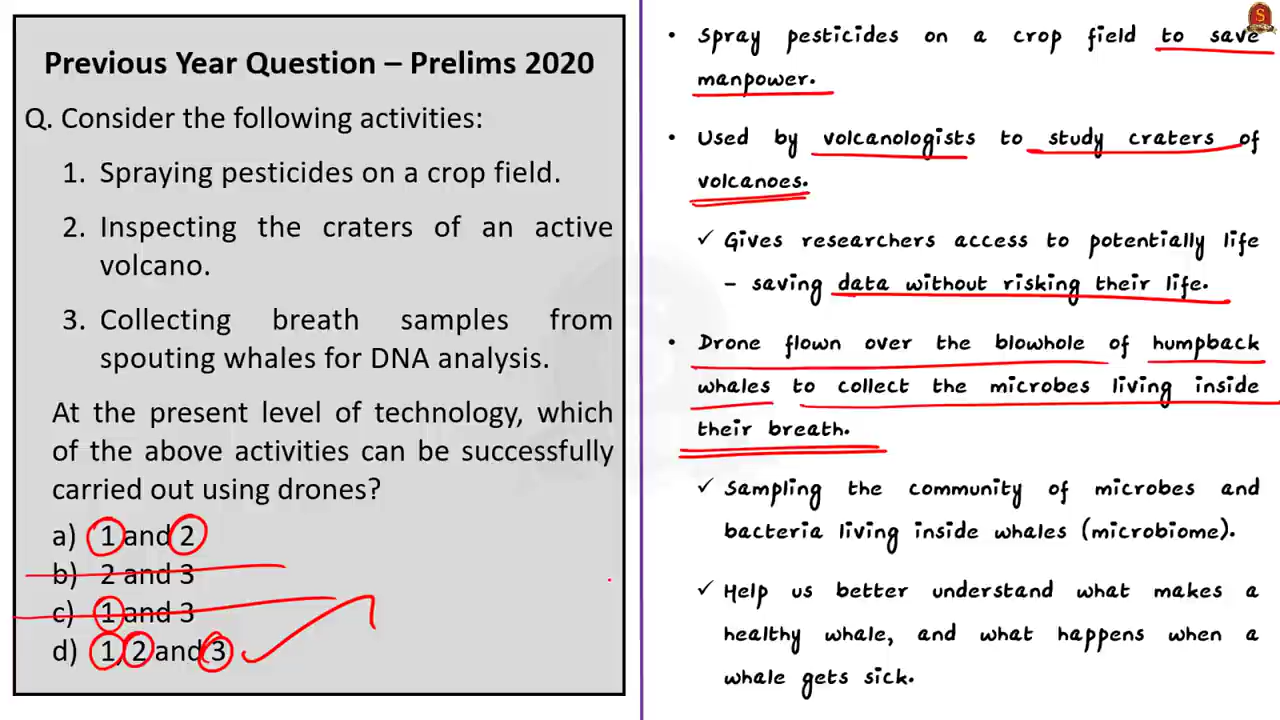 Previous Year Question – Prelims 2020
Q. Consider the following activities:
1. Spraying pesticides on a crop field.
2. Inspecting the craters of an active
volcano.
3. Collecting breath samples from
spouting whales for DNA analysis.
At the present level of technology, which
of the above activities can be successfully
carried out using drones?
a) 1 and 2
b) 2 and 3
c) 1 and 3
d) 1, 2 and 3
• Spray pesticides on a crop field to save
manpower.
• Used by volcanologists to study craters of
volcanoes.
✓ Gives researchers access to potentially life
– saving data without risking their life.
• Drone flown over the blowhole of humpback
whales to collect the microbes living inside
their breath.
✓ Sampling the community of microbes and
bacteria living inside whales (microbiome).
✓ Help us better understand what makes a
healthy whale, and what happens when a
whale gets sick.
S